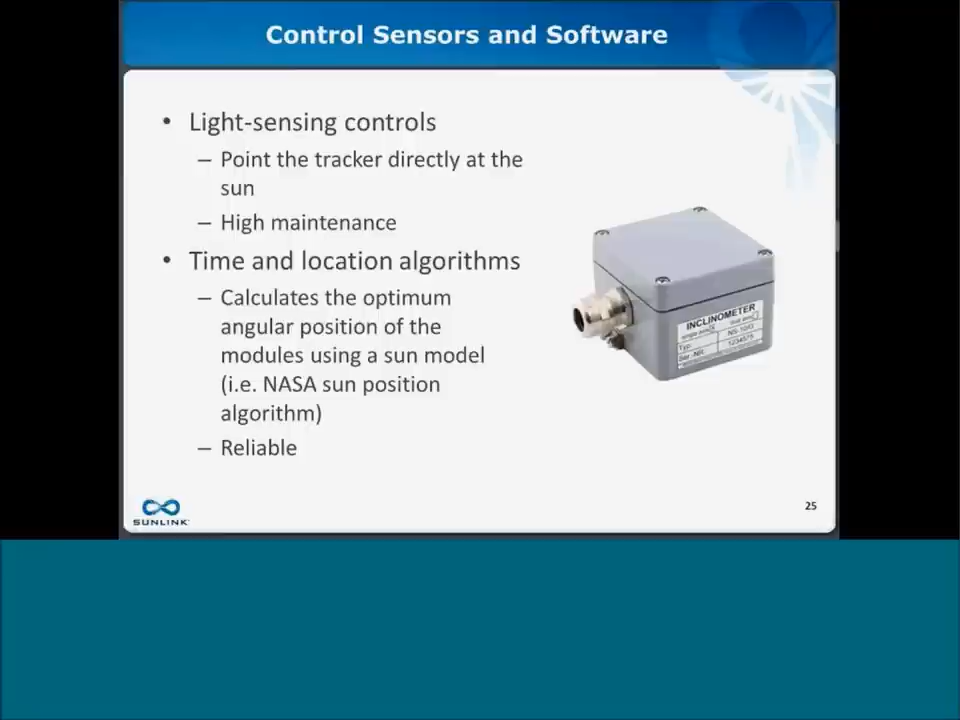 Control Sensors and Software
• Light-sensing controls
– Point the tracker directly at the
sun
– High maintenance
• Time and location algorithms
– Calculates the optimum
angular position of the
modules using a sun model
(i.e. NASA sun position
algorithm)
– Reliable
INCLINOMETER
Typ:
SUNLINK
25